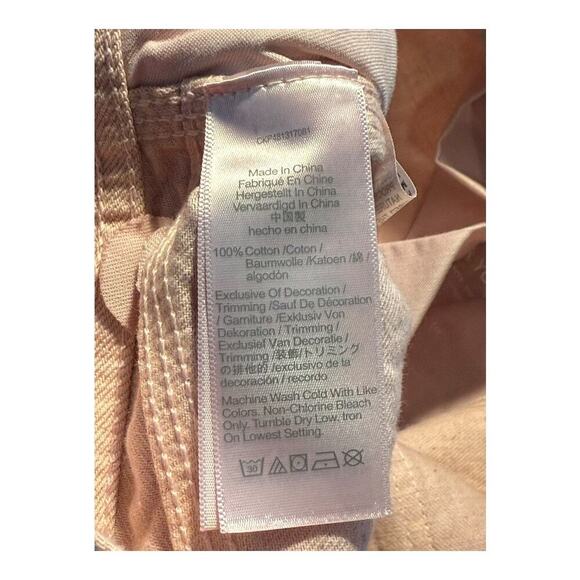 CKP481317081
Made In China
Fabriqué En Chine
Hergestellt In China
Vervaardigd In China
中国製
hecho en china
100% Cotton /Coton /
Baumwolle /Katoen /綿 /
algodón
Exclusive Of Decoration /
Trimming /Sauf De Décoration
/ Garniture /Exklusiv Von
Dekoration / Trimming /
Exclusief Van Decoratie /
Trimming /装飾/トリミング
の排他的 /exclusivo de la
decoración / recordo
Machine Wash Cold With Like
Colors. Non-Chlorine Bleach
Only. Tumble Dry Low. Iron
On Lowest Setting.
30